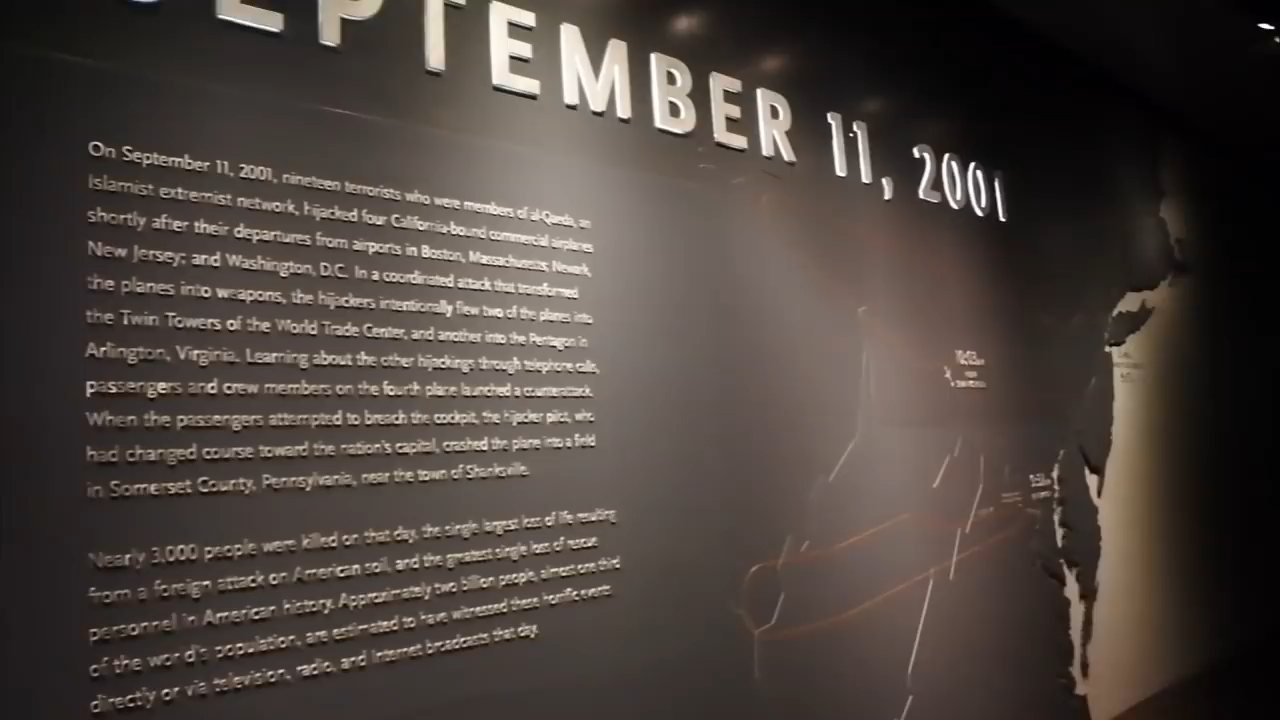 SEPTEMBER 11, 2001
On September 11, 2001, nineteen terrorists who were members of al-Qaeda, an
Islamist extremist network, hijacked four California-bound commercial airplanes
shortly after their departures from airports in Boston, Massachusetts; Newark,
New Jersey; and Washington, D.C. In a coordinated attack that transformed
the planes into weapons, the hijackers intentionally flew two of the planes into
the Twin Towers of the World Trade Center, and another into the Pentagon in
Arlington, Virginia. Learning about the other hijackings through telephone calls,
passengers and crew members on the fourth plane launched a counterattack.
When the passengers attempted to breach the cockpit, the hijacker pilot, who
had changed course toward the nation's capital, crashed the plane into a field
in Somerset County, Pennsylvania, near the town of Shanksville.
Nearly 3,000 people were killed on that day, the single largest loss of life resulting
from a foreign attack on American soil, and the greatest single loss of rescue
personnel in American history. Approximately two billion people, almost one third
of the world's population, are estimated to have witnessed these horrific events
directly or via television, radio, and Internet broadcasts that day.
10:03